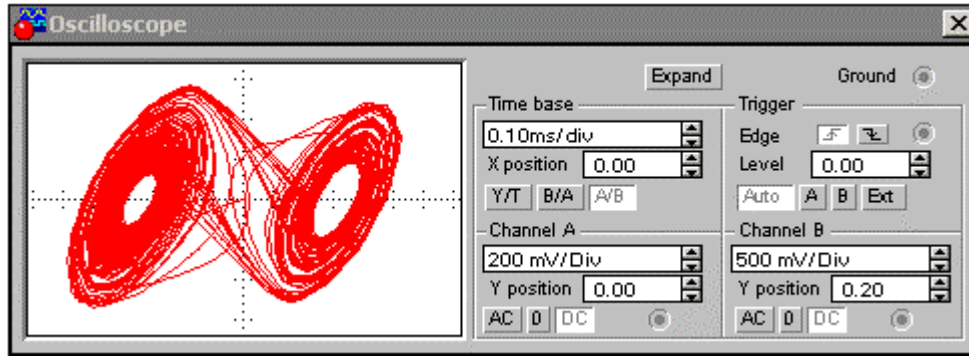 Oscilloscope
Expand
Ground
Time base
0.10ms/div
X position 0.00
Y/T B/A A/B
Trigger
Edge
Level 0.00
Auto A B Ext
Channel A
200 mV/Div
Y position 0.00
AC 0 DC
Channel B
500 mV/Div
Y position 0.20
AC 0 DC